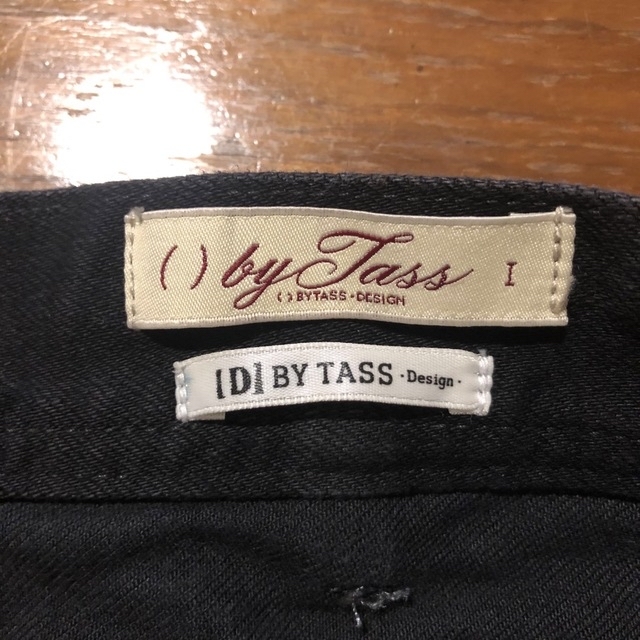 ( ) by Tass I
( ) BYTASS・DESIGN
[D] BY TASS ・Design・